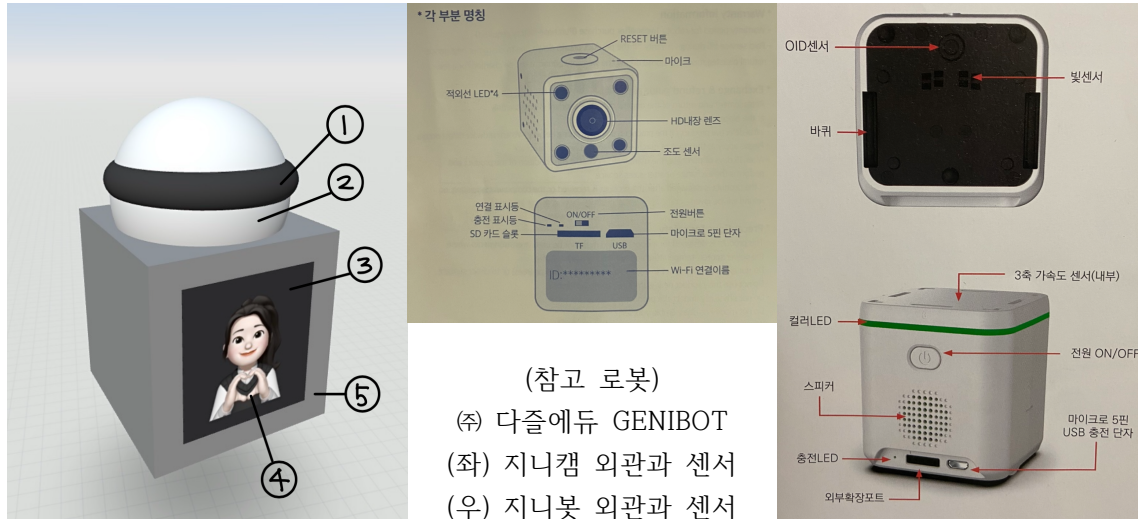 ①
②
③
④
⑤
* 각 부분 명칭
RESET 버튼
마이크
적외선 LED*4
HD내장 렌즈
조도 센서
연결 표시등
ON/OFF
전원버튼
충전 표시등
SD 카드 슬롯
마이크로 5핀 단자
TF
USB
ID:*********
Wi-Fi 연결이름
(참고 로봇)
㈜ 다즐에듀 GENIBOT
(좌) 지니캠 외관과 센서
(우) 지니봇 외관과 센서
OID센서
빛센서
바퀴
3축 가속도 센서(내부)
컬러LED
전원 ON/OFF
스피커
마이크로 5핀
USB 충전 단자
충전LED
외부확장포트